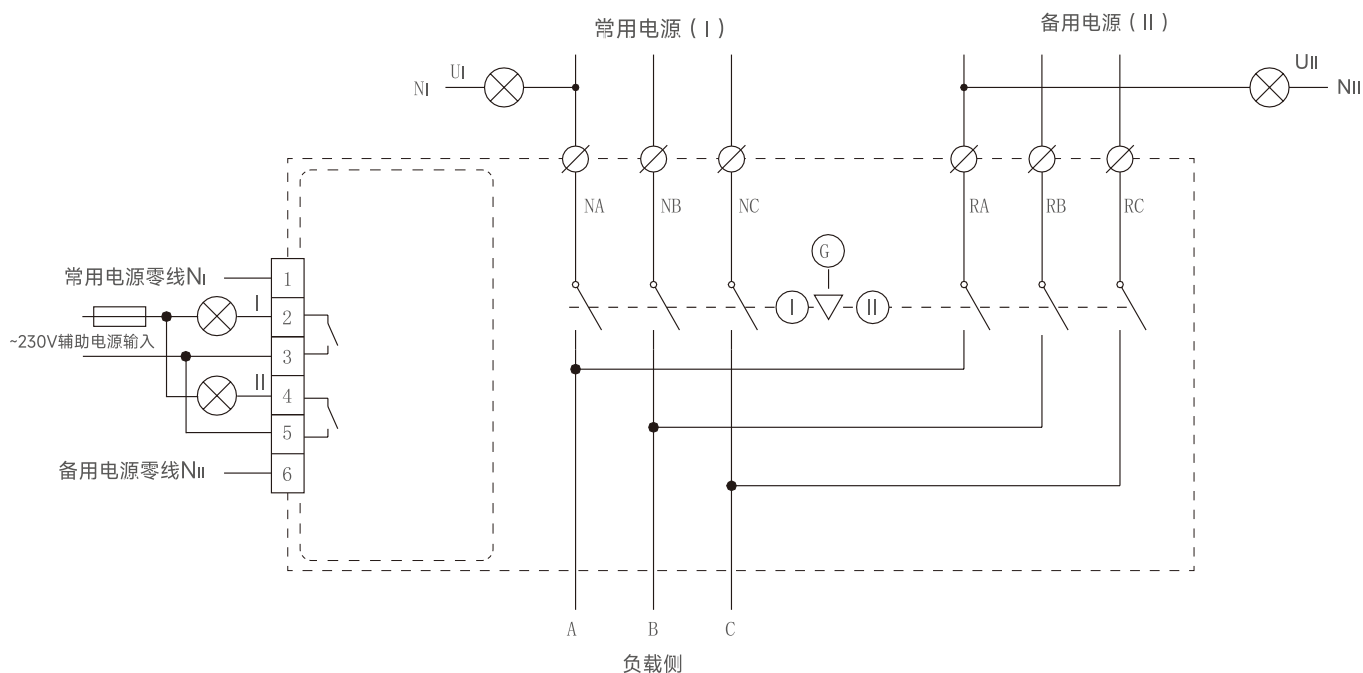 常用电源（I）
备用电源（II）
UI
NI
UII
NII
NA
NB
NC
RA
RB
RC
G
I
II
常用电源零线NI
1
I
2
~230V辅助电源输入
3
II
4
5
备用电源零线NII
6
A
B
C
负载侧